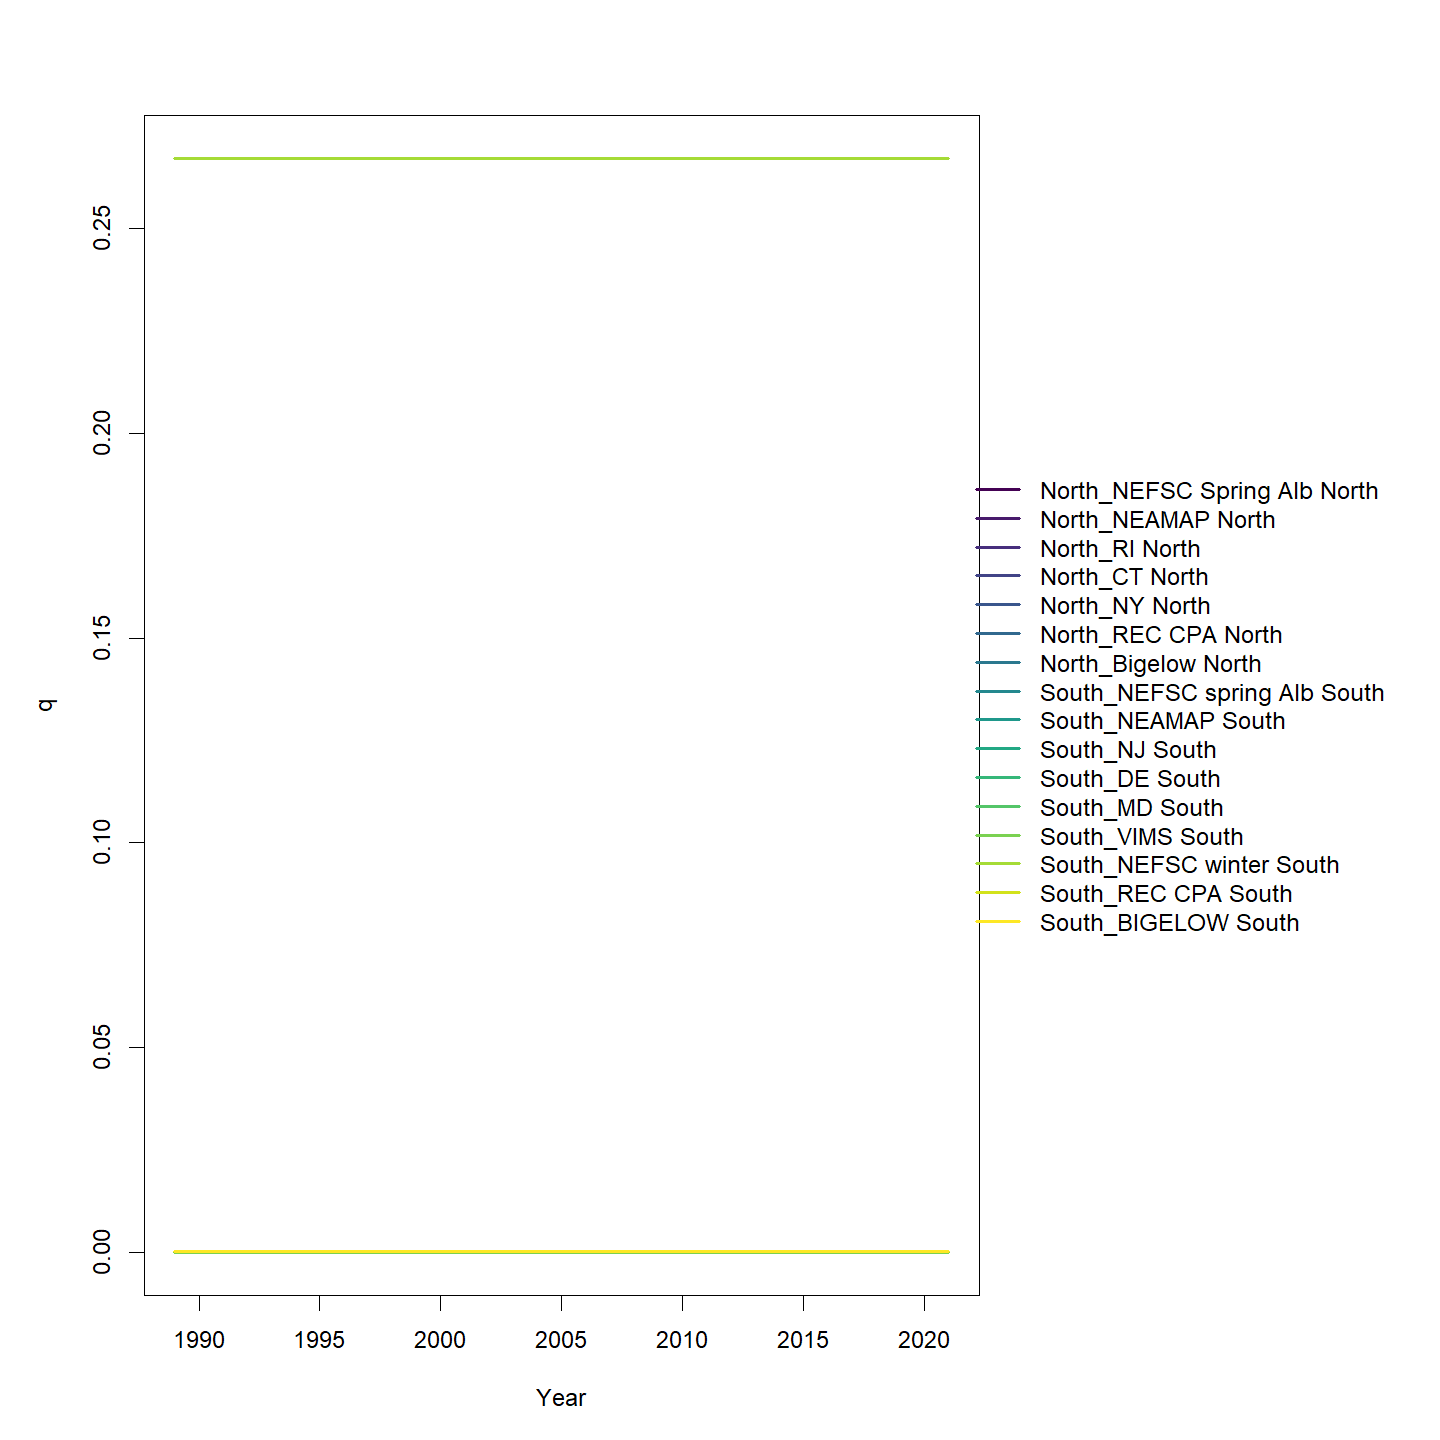 0.25
0.20
0.15
0.10
0.05
0.00
q
1990 1995 2000 2005 2010 2015 2020
Year
North_NEFSC Spring Alb North
North_NEAMAP North
North_RI North
North_CT North
North_NY North
North_REC CPA North
North_Bigelow North
South_NEFSC spring Alb South
South_NEAMAP South
South_NJ South
South_DE South
South_MD South
South_VIMS South
South_NEFSC winter South
South_REC CPA South
South_BIGELOW South